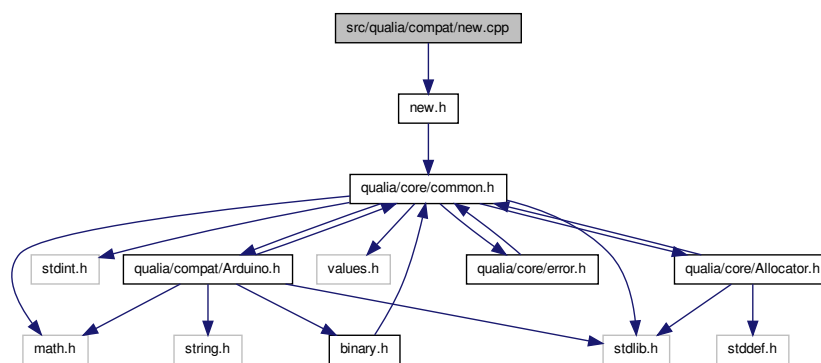 src/qualia/compat/new.cpp
new.h
qualia/core/common.h
stdint.h
qualia/compat/Arduino.h
values.h
qualia/core/error.h
qualia/core/Allocator.h
math.h
string.h
binary.h
stdlib.h
stddef.h